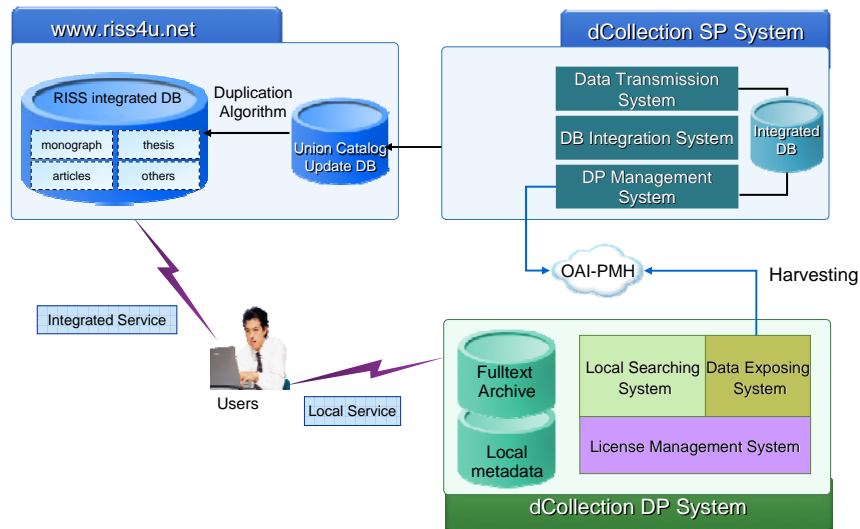 www.riss4u.net
RISS integrated DB
monograph
thesis
articles
others
Duplication
Algorithm
Union Catalog
Update DB
dCollection SP System
Data Transmission
System
DB Integration System
DP Management
System
Integrated
DB
OAI-PMH
Harvesting
Integrated Service
Users
Local Service
Fulltext
Archive
Local
metadata
Local Searching
System
Data Exposing
System
License Management System
dCollection DP System